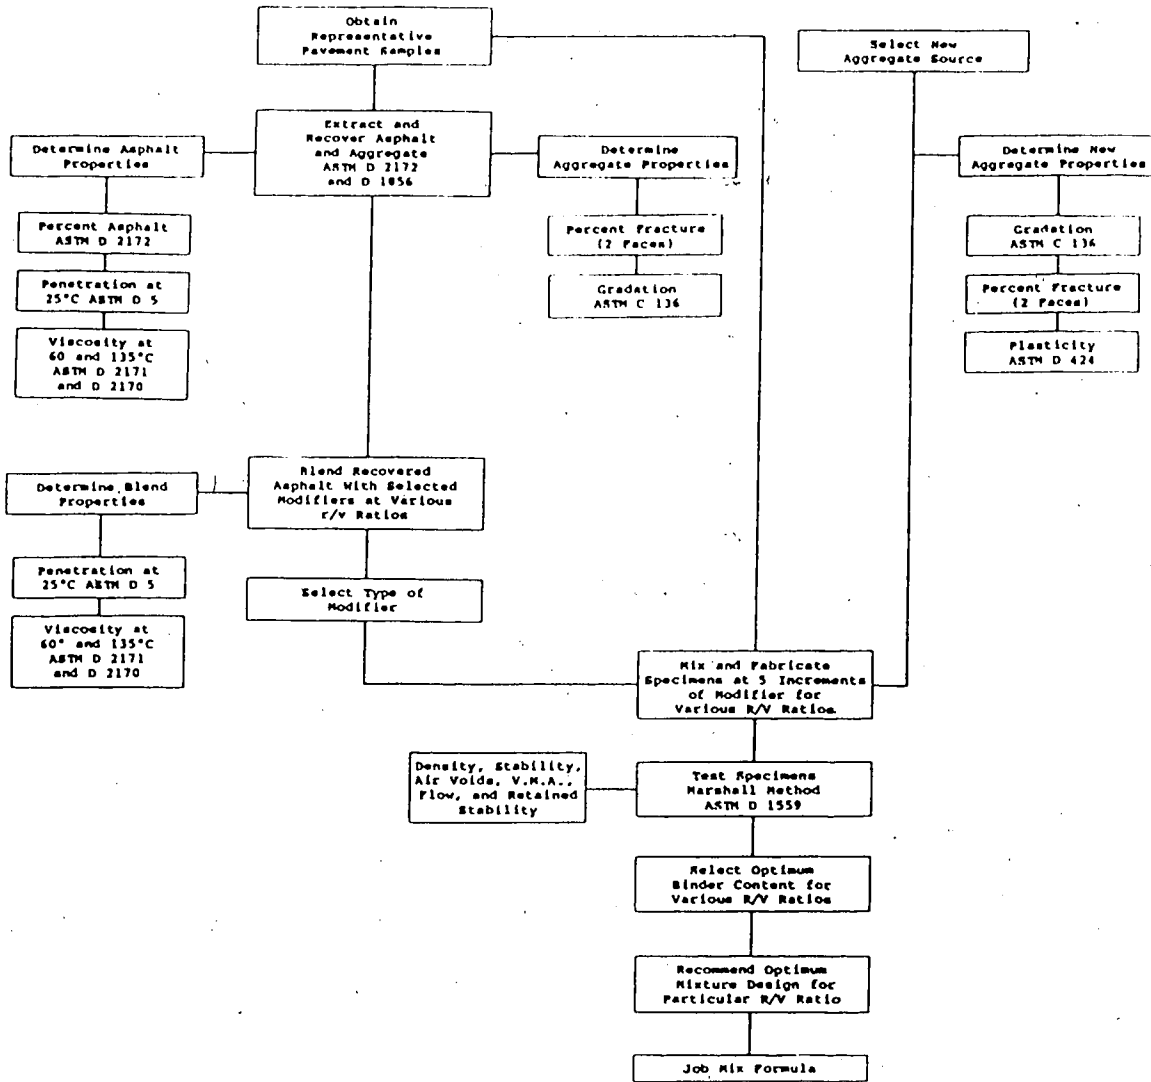 Obtain
Representative
Pavement Samples
Select New
Aggregate Source
Extract and
Recover Asphalt
and Aggregate
ASTM D 2172
and D 1856
Determine Asphalt
Properties
Determine
Aggregate Properties
Determine New
Aggregate Properties
Percent Asphalt
ASTM D 2172
Penetration at
25°C ASTM D 5
Viscosity at
60 and 135°C
ASTM D 2171
and D 2170
Percent Fracture
(2 Faces)
Gradation
ASTM C 136
Gradation
ASTM C 136
Percent Fracture
(2 Faces)
Plasticity
ASTM D 424
Blend Recovered
Asphalt With Selected
Modifiers at Various
r/v Ratios
Determine Blend
Properties
Penetration at
25°C ASTM D 5
Viscosity at
60° and 135°C
ASTM D 2171
and D 2170
Select Type of
Modifier
Mix and Fabricate
Specimens at 5 Increments
of Modifier for
Various R/V Ratios
Density, Stability,
Air Voids, V.M.A.,
Flow, and Retained
Stability
Test Specimens
Marshall Method
ASTM D 1559
Select Optimum
Binder Content for
Various R/V Ratios
Recommend Optimum
Mixture Design for
Particular R/V Ratio
Job Mix Formula